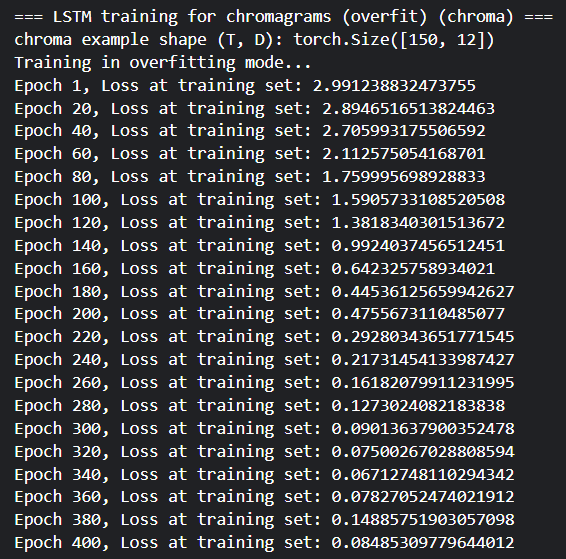 === LSTM training for chromagrams (overfit) (chroma) ===
chroma example shape (T, D): torch.Size([150, 12])
Training in overfitting mode...
Epoch 1, Loss at training set: 2.991238832473755
Epoch 20, Loss at training set: 2.8946516513824463
Epoch 40, Loss at training set: 2.705993175506592
Epoch 60, Loss at training set: 2.112575054168701
Epoch 80, Loss at training set: 1.759995698928833
Epoch 100, Loss at training set: 1.5905733108520508
Epoch 120, Loss at training set: 1.3818340301513672
Epoch 140, Loss at training set: 0.9924037456512451
Epoch 160, Loss at training set: 0.642325758934021
Epoch 180, Loss at training set: 0.44536125659942627
Epoch 200, Loss at training set: 0.4755673110485077
Epoch 220, Loss at training set: 0.29280343651771545
Epoch 240, Loss at training set: 0.21731454133987427
Epoch 260, Loss at training set: 0.16182079911231995
Epoch 280, Loss at training set: 0.1273024082183838
Epoch 300, Loss at training set: 0.09013637900352478
Epoch 320, Loss at training set: 0.07500267028808594
Epoch 340, Loss at training set: 0.06712748110294342
Epoch 360, Loss at training set: 0.07827052474021912
Epoch 380, Loss at training set: 0.14885751903057098
Epoch 400, Loss at training set: 0.08485309779644012